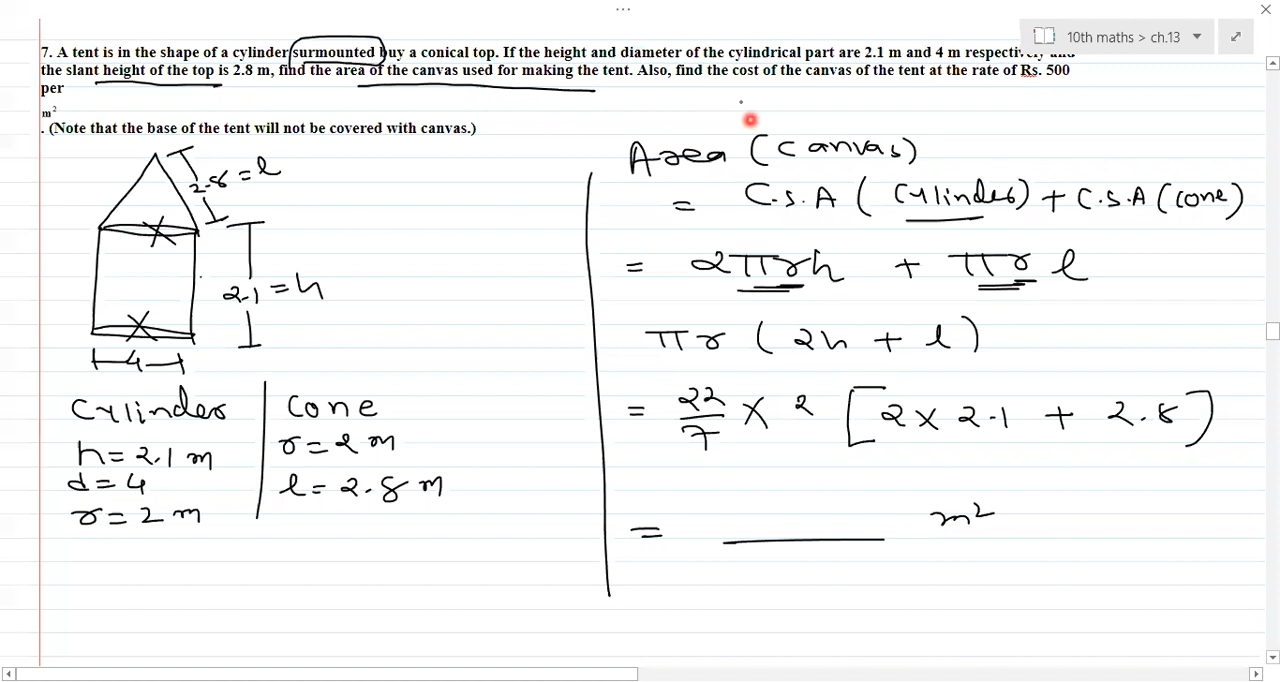 10th maths > ch.13
7. A tent is in the shape of a cylinder surmounted buy a conical top. If the height and diameter of the cylindrical part are 2.1 m and 4 m respectively and
the slant height of the top is 2.8 m, find the area of the canvas used for making the tent. Also, find the cost of the canvas of the tent at the rate of Rs. 500
per
m²
. (Note that the base of the tent will not be covered with canvas.)
2.8 = l
2.1 = h
4
Cylinder
h = 2.1 m
d = 4
r = 2 m
Cone
r = 2 m
l = 2.8 m
Area (Canvas)
= C.S.A (Cylinder) + C.S.A (Cone)
= 2πrh + πr l
πr (2h + l)
= 22/7 × 2 [2 × 2.1 + 2.8]
= ______ m²